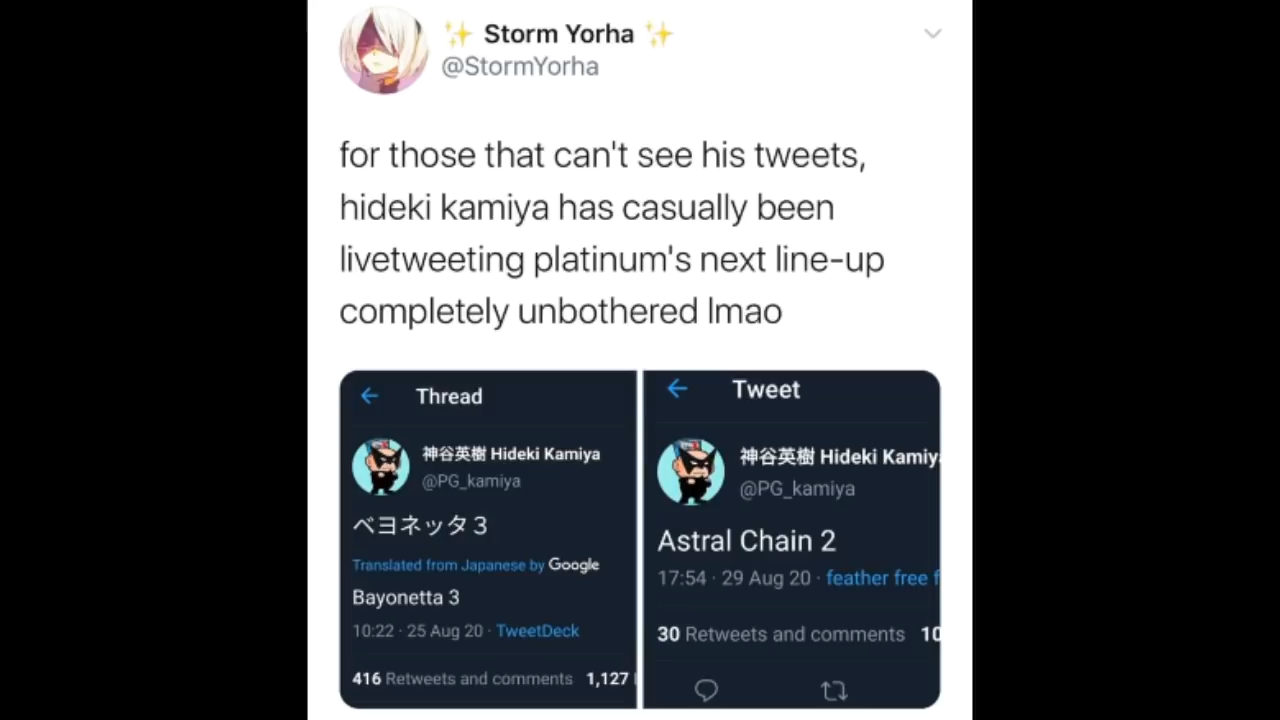 ✨ Storm Yorha ✨
@StormYorha
for those that can't see his tweets,
hideki kamiya has casually been
livetweeting platinum's next line-up
completely unbothered lmao
Thread
神谷英樹 Hideki Kamiya
@PG_kamiya
ベヨネッタ３
Translated from Japanese by Google
Bayonetta 3
10:22 · 25 Aug 20 · TweetDeck
416 Retweets and comments 1,127
Tweet
神谷英樹 Hideki Kamiy
@PG_kamiya
Astral Chain 2
17:54 · 29 Aug 20 · feather free f
30 Retweets and comments 10